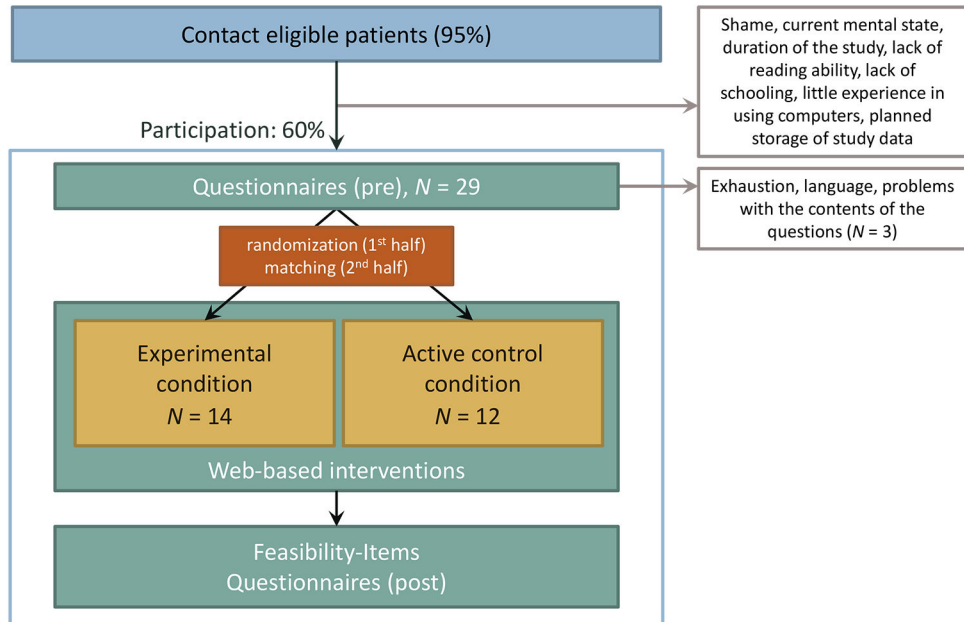 Contact eligible patients (95%)
Shame, current mental state,
duration of the study, lack of
reading ability, lack of
schooling, little experience in
using computers, planned
storage of study data
Participation: 60%
Questionnaires (pre), N = 29
Exhaustion, language, problems
with the contents of the
questions (N = 3)
randomization (1st half)
matching (2nd half)
Experimental
condition
N = 14
Active control
condition
N = 12
Web-based interventions
Feasibility-Items
Questionnaires (post)